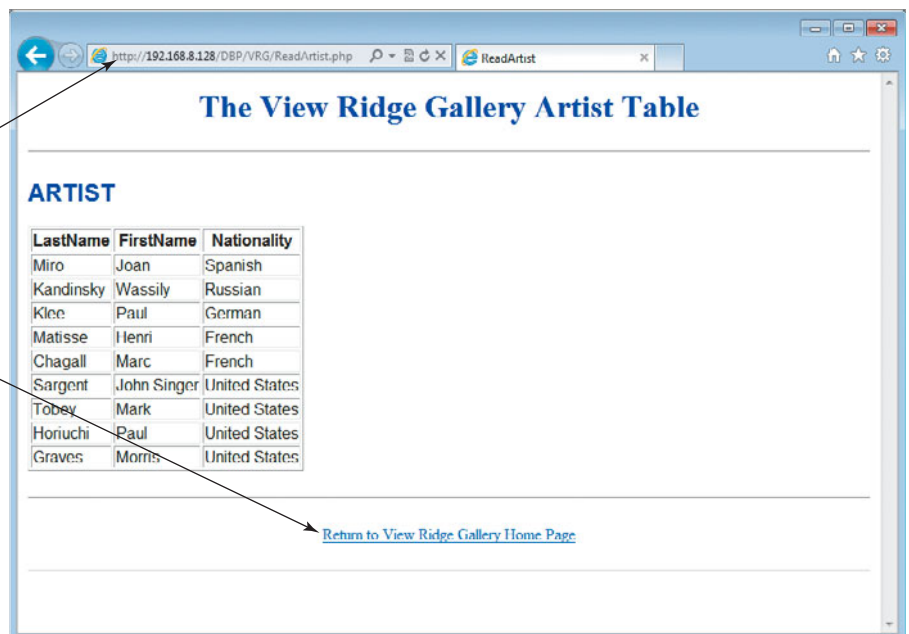 http://192.168.8.128/DBP/VRG/ReadArtist.php ReadArtist
The View Ridge Gallery Artist Table
ARTIST
LastName FirstName Nationality
Miro Joan Spanish
Kandinsky Wassily Russian
Klee Paul German
Matisse Henri French
Chagall Marc French
Sargent John Singer United States
Tobey Mark United States
Horiuchi Paul United States
Graves Morris United States
Return to View Ridge Gallery Home Page